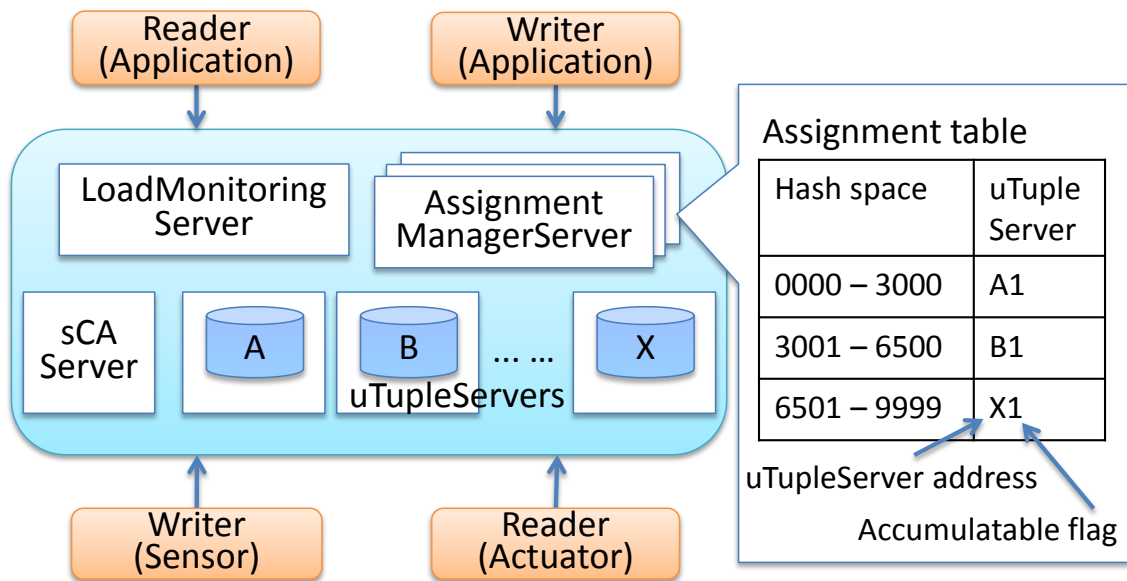 Reader
(Application)
Writer
(Application)
LoadMonitoring
Server
Assignment
ManagerServer
sCA
Server
A
B
... ...
X
uTupleServers
Writer
(Sensor)
Reader
(Actuator)
Assignment table
Hash space
uTuple
Server
0000 – 3000
A1
3001 – 6500
B1
6501 – 9999
X1
uTupleServer address
Accumulatable flag